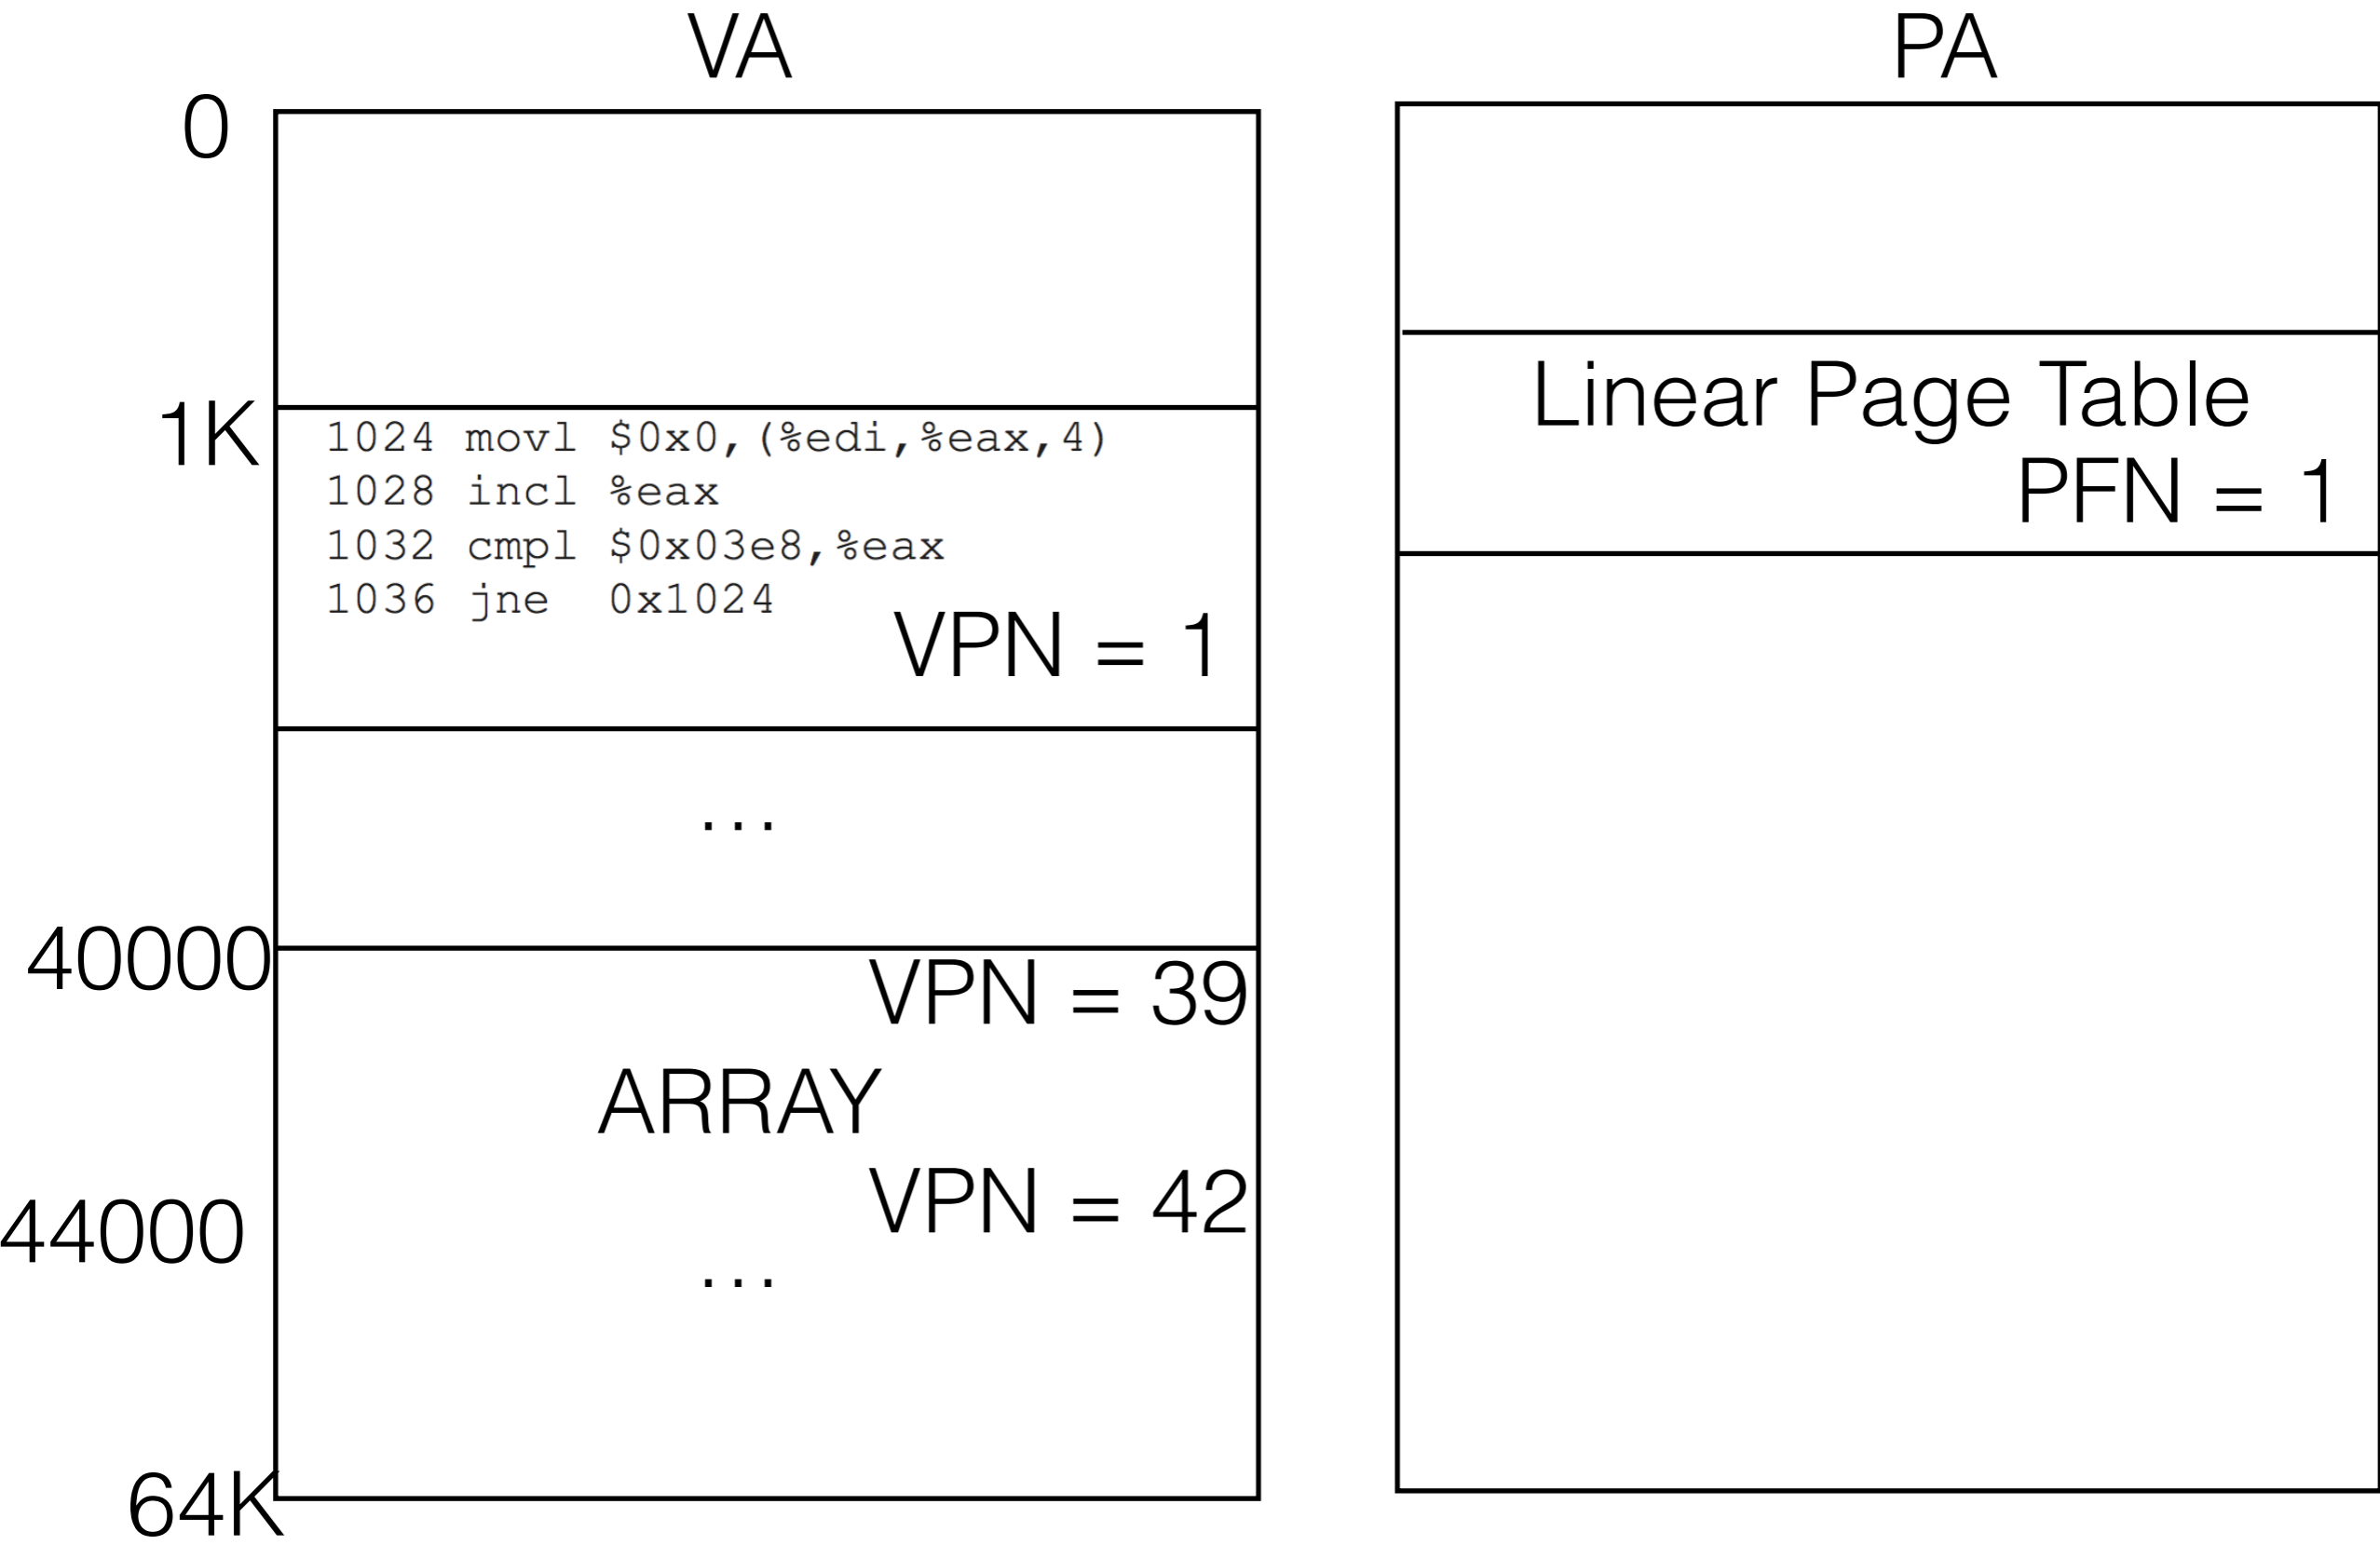 VA
0
1K
1024 movl $0x0,(%edi,%eax,4)
1028 incl %eax
1032 cmpl $0x03e8,%eax
1036 jne 0x1024
VPN = 1
...
40000
VPN = 39
ARRAY
VPN = 42
44000
...
64K
PA
Linear Page Table
PFN = 1